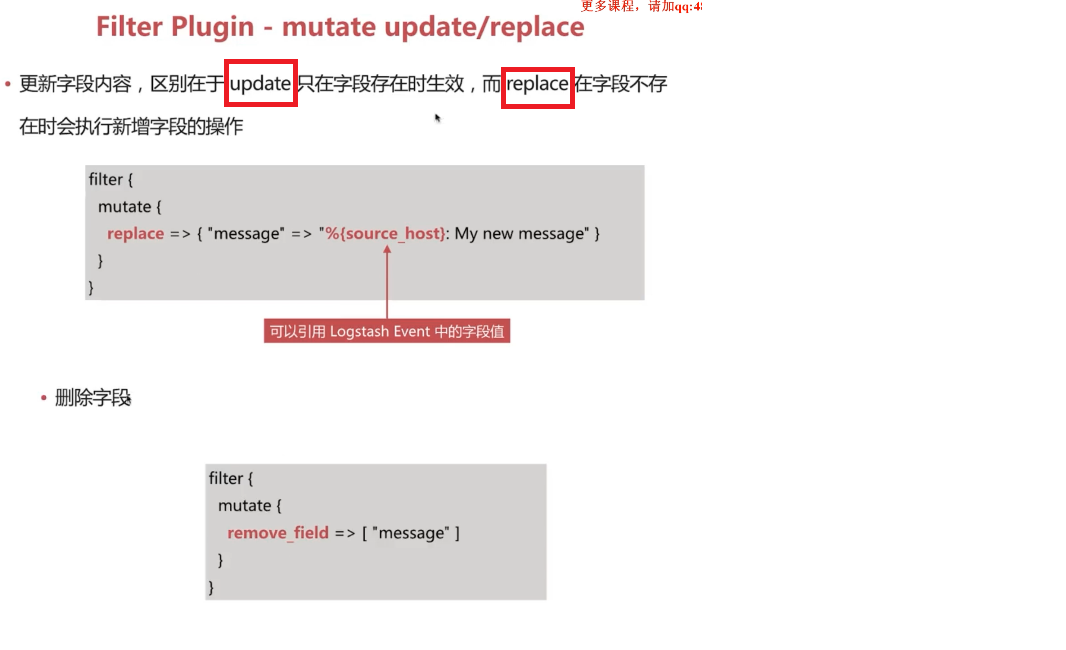 更多课程，请加qq:4
Filter Plugin - mutate update/replace
• 更新字段内容，区别在于 update 只在字段存在时生效，而 replace 在字段不存
在时会执行新增字段的操作
filter {
mutate {
replace => { "message" => "%{source_host}: My new message" }
}
}
可以引用 Logstash Event 中的字段值
• 删除字段
filter {
mutate {
remove_field => [ "message" ]
}
}